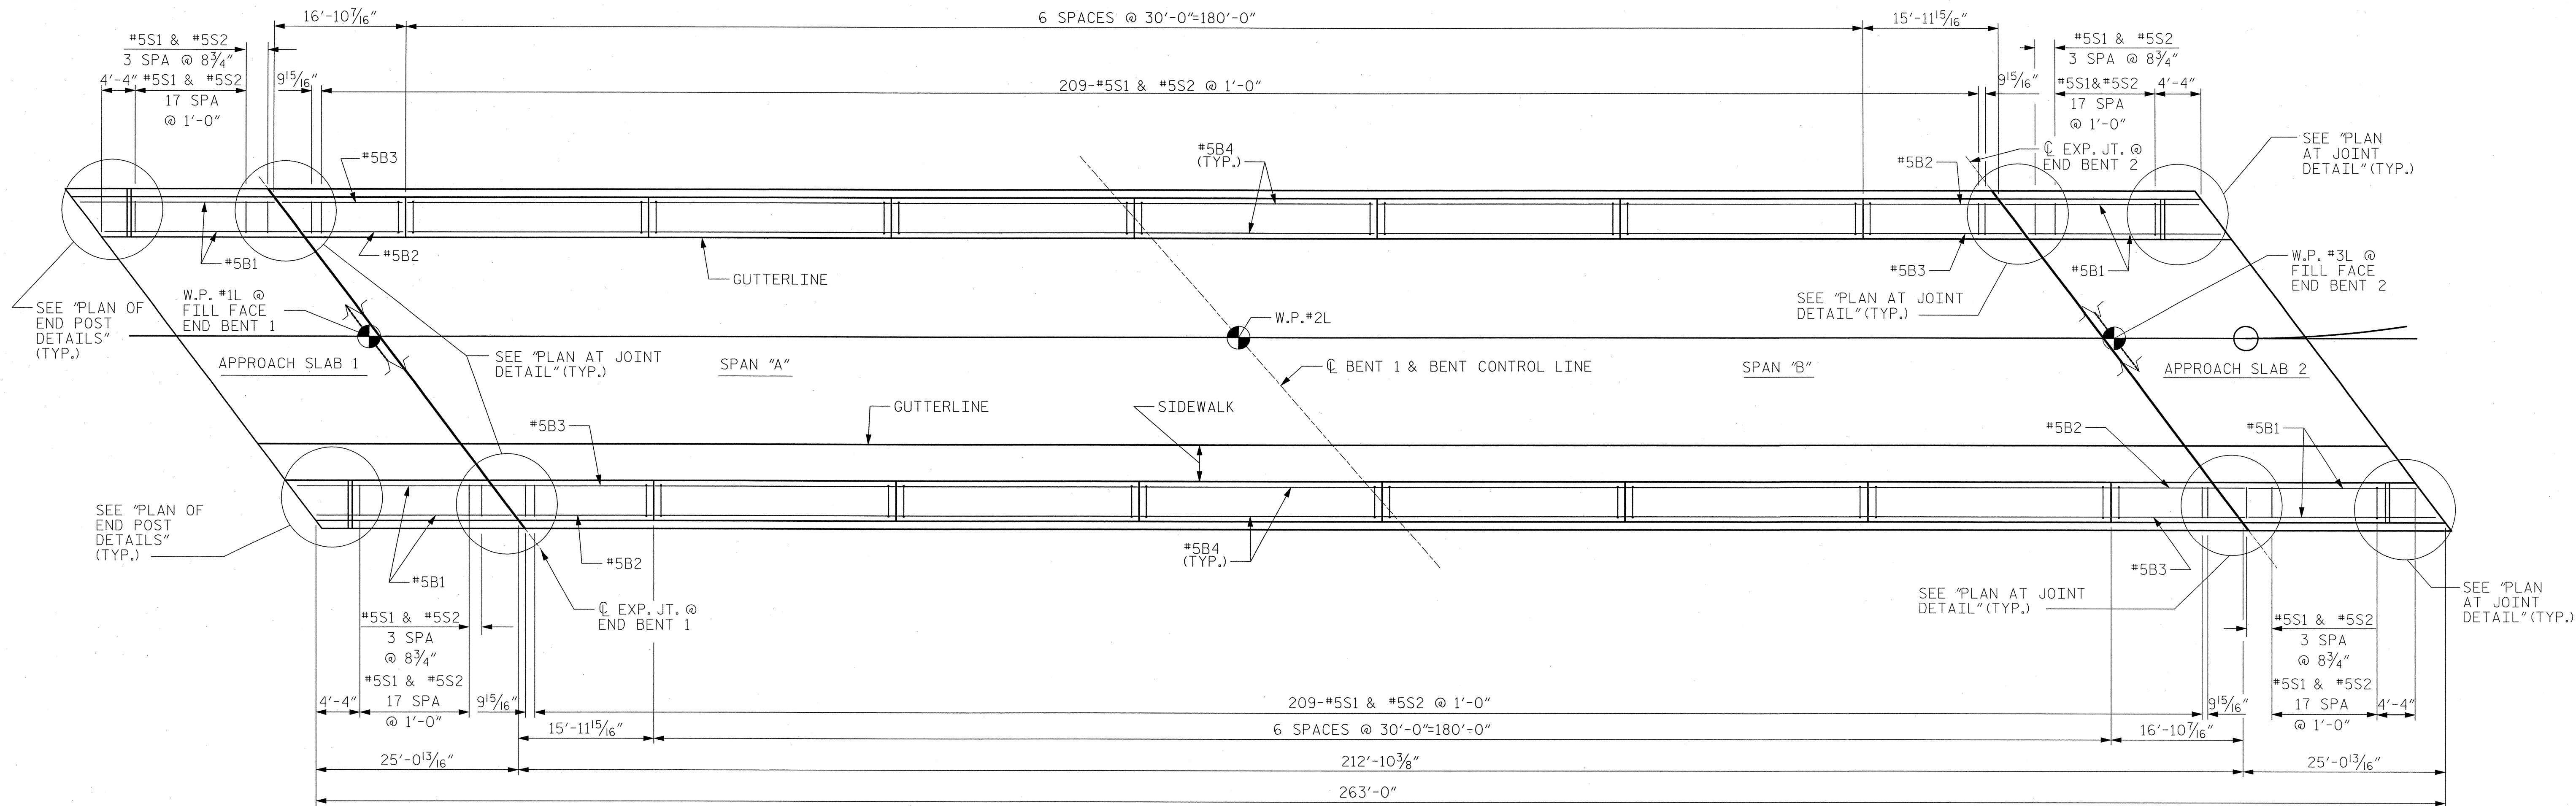 16'-10 7/16"
6 SPACES @ 30'-0"=180'-0"
15'-11 15/16"
#5S1 & #5S2
3 SPA @ 8 3/4"
4'-4"
#5S1 & #5S2
17 SPA
@ 1'-0"
9 15/16"
209-#5S1 & #5S2 @ 1'-0"
9 15/16"
#5S1 & #5S2
3 SPA @ 8 3/4"
#5S1&#5S2
17 SPA
@ 1'-0"
4'-4"
SEE "PLAN
AT JOINT
DETAIL" (TYP.)
#5B3
#5B4
(TYP.)
#5B2
℄ EXP. JT. @
END BENT 2
#5B1
#5B2
GUTTERLINE
#5B3
#5B1
SEE "PLAN OF
END POST
DETAILS"
(TYP.)
W.P. #1L @
FILL FACE
END BENT 1
W.P.#2L
SEE "PLAN AT JOINT
DETAIL" (TYP.)
W.P. #3L @
FILL FACE
END BENT 2
APPROACH SLAB 1
SEE "PLAN AT JOINT
DETAIL" (TYP.)
SPAN "A"
℄ BENT 1 & BENT CONTROL LINE
SPAN "B"
APPROACH SLAB 2
GUTTERLINE
SIDEWALK
#5B3
#5B2
#5B1
SEE "PLAN OF
END POST
DETAILS"
(TYP.)
#5B1
#5B2
#5B4
(TYP.)
#5B3
℄ EXP. JT. @
END BENT 1
SEE "PLAN AT JOINT
DETAIL" (TYP.)
SEE "PLAN
AT JOINT
DETAIL" (TYP.)
#5S1 & #5S2
3 SPA
@ 8 3/4"
#5S1 & #5S2
17 SPA
@ 1'-0"
4'-4"
9 15/16"
209-#5S1 & #5S2 @ 1'-0"
9 15/16"
#5S1 & #5S2
3 SPA
@ 8 3/4"
#5S1 & #5S2
17 SPA
@ 1'-0"
4'-4"
15'-11 15/16"
6 SPACES @ 30'-0"=180'-0"
16'-10 7/16"
25'-0 13/16"
212'-10 3/8"
25'-0 13/16"
263'-0"